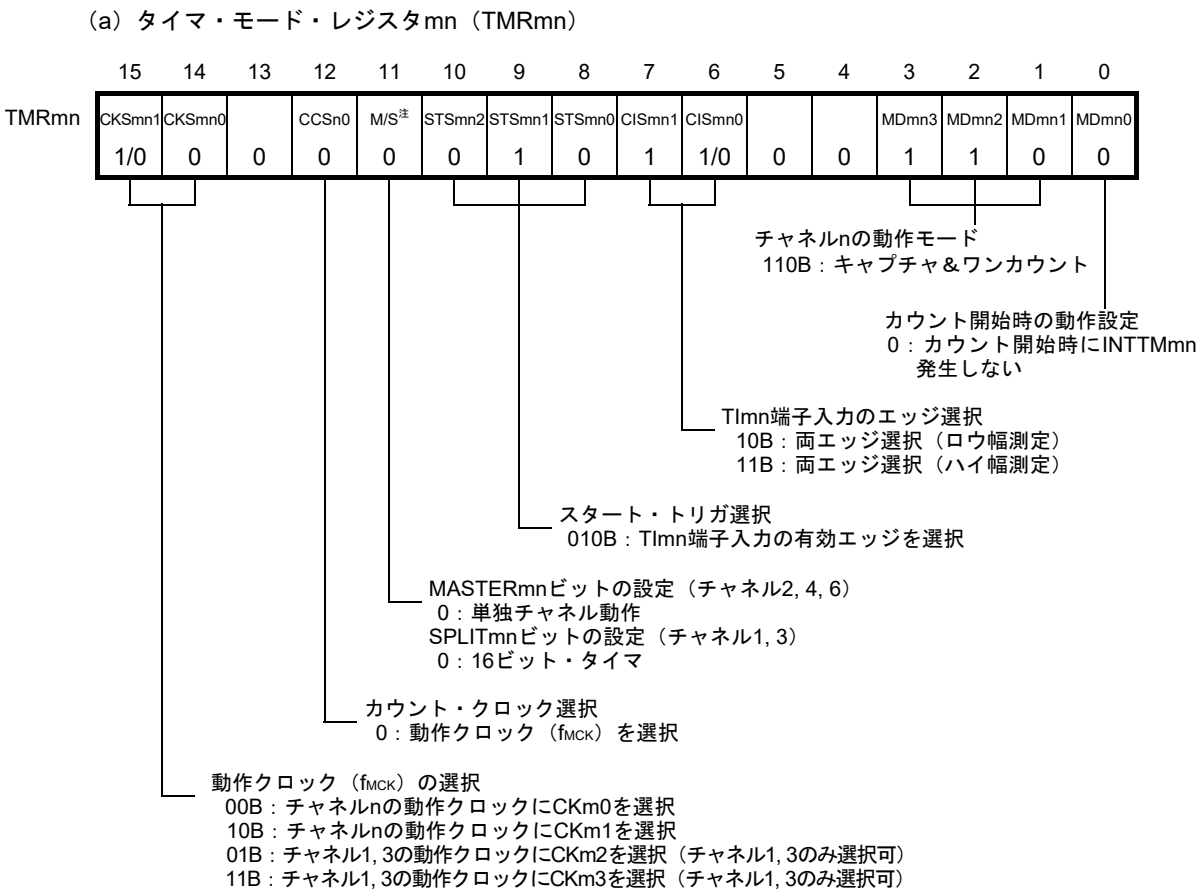 (a) タイマ・モード・レジスタmn（TMRmn）
15 14 13 12 11 10 9 8 7 6 5 4 3 2 1 0
TMRmn CKSmn1 CKSmn0 CCSn0 M/S注 STSmn2 STSmn1 STSmn0 CISmn1 CISmn0 MDmn3 MDmn2 MDmn1 MDmn0
1/0 0 0 0 0 0 1 0 1 1/0 0 0 1 1 0 0
チャネルnの動作モード
110B：キャプチャ＆ワンカウント
カウント開始時の動作設定
0：カウント開始時にINTTMmn
発生しない
TImn端子入力のエッジ選択
10B：両エッジ選択（ロウ幅測定）
11B：両エッジ選択（ハイ幅測定）
スタート・トリガ選択
010B：TImn端子入力の有効エッジを選択
MASTERmnビットの設定（チャネル2, 4, 6）
0：単独チャネル動作
SPLITmnビットの設定（チャネル1, 3）
0：16ビット・タイマ
カウント・クロック選択
0：動作クロック（fMCK）を選択
動作クロック（fMCK）の選択
00B：チャネルnの動作クロックにCKm0を選択
10B：チャネルnの動作クロックにCKm1を選択
01B：チャネル1, 3の動作クロックにCKm2を選択（チャネル1, 3のみ選択可）
11B：チャネル1, 3の動作クロックにCKm3を選択（チャネル1, 3のみ選択可）